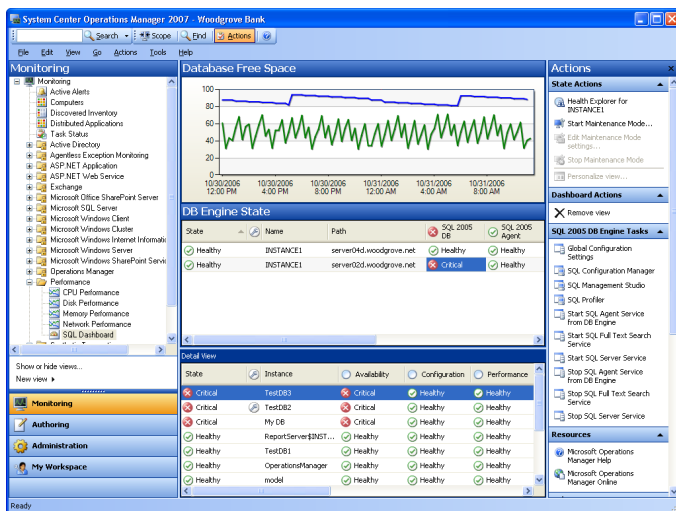 System Center Operations Manager 2007 - Woodgrove Bank
Search Scope Find Actions
File Edit View Go Actions Tools Help
Monitoring
Monitoring
Active Alerts
Computers
Discovered Inventory
Distributed Applications
Task Status
Active Directory
Agentless Exception Monitoring
ASP.NET Application
ASP.NET Web Service
Exchange
Microsoft Office SharePoint Server
Microsoft SQL Server
Microsoft Windows Client
Microsoft Windows Cluster
Microsoft Windows Internet Informatio
Microsoft Windows Server
Microsoft Windows SharePoint Servic
Operations Manager
Performance
CPU Performance
Disk Performance
Memory Performance
Network Performance
SQL Dashboard
Show or hide views...
New view
Monitoring
Authoring
Administration
My Workspace
Ready
Database Free Space
100
80
60
40
20
10/30/2006 10/30/2006 10/30/2006 10/31/2006 10/31/2006 10/31/2006
12:00 PM 4:00 PM 8:00 PM 12:00 AM 4:00 AM 8:00 AM
DB Engine State
State Name Path SQL 2005 DB SQL 2005 Agent
Healthy INSTANCE1 server04d.woodgrove.net Healthy Healthy
Healthy INSTANCE1 server02d.woodgrove.net Critical Healthy
Detail View
State Instance Availability Configuration Performance
Critical TestDB3 Critical Healthy Healthy
Critical TestDB2 Critical Healthy Healthy
Critical My DB Critical Healthy Healthy
Healthy ReportServer$INST... Healthy Healthy Healthy
Healthy TestDB1 Healthy Healthy Healthy
Healthy OperationsManager Healthy Healthy Healthy
Healthy model Healthy Healthy Healthy
Actions
State Actions
Health Explorer for
INSTANCE1
Start Maintenance Mode...
Edit Maintenance Mode
settings...
Stop Maintenance Mode
Personalize view...
Dashboard Actions
Remove view
SQL 2005 DB Engine Tasks
Global Configuration
Settings
SQL Configuration Manager
SQL Management Studio
SQL Profiler
Start SQL Agent Service
from DB Engine
Start SQL Full Text Search
Service
Start SQL Server Service
Stop SQL Agent Service
from DB Engine
Stop SQL Full Text Search
Service
Stop SQL Server Service
Resources
Microsoft Operations
Manager Help
Microsoft Operations
Manager Online